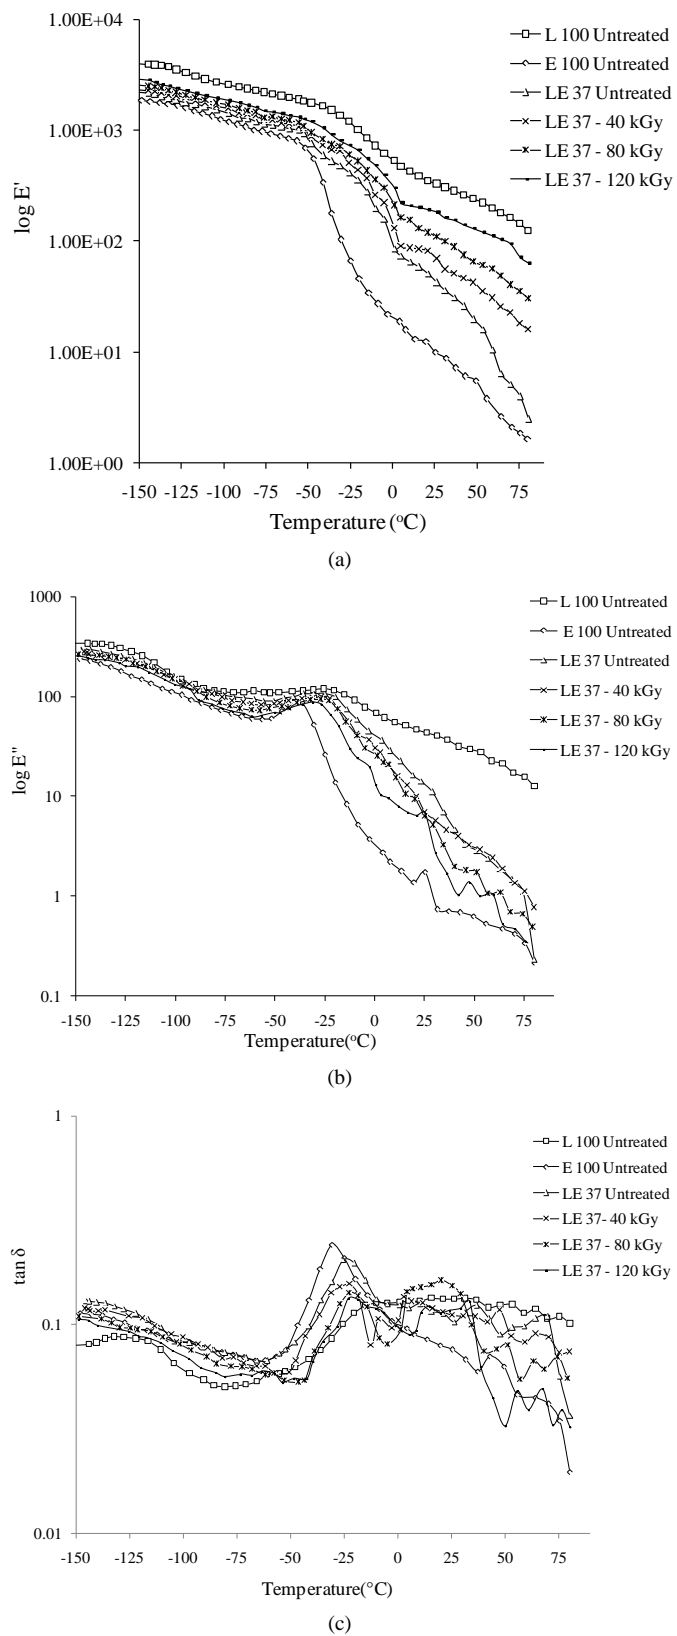 1.00E+04
1.00E+03
1.00E+02
1.00E+01
1.00E+00
log E'
L 100 Untreated
E 100 Untreated
LE 37 Untreated
LE 37 - 40 kGy
LE 37 - 80 kGy
LE 37 - 120 kGy
-150 -125 -100 -75 -50 -25 0 25 50 75
Temperature (°C)
(a)
1000
100
10
1
0.1
log E"
L 100 Untreated
E 100 Untreated
LE 37 Untreated
LE 37 - 40 kGy
LE 37 - 80 kGy
LE 37 - 120 kGy
-150 -125 -100 -75 -50 -25 0 25 50 75
Temperature(°C)
(b)
1
0.1
0.01
tan δ
L 100 Untreated
E 100 Untreated
LE 37 Untreated
LE 37- 40 kGy
LE 37 - 80 kGy
LE 37 - 120 kGy
-150 -125 -100 -75 -50 -25 0 25 50 75
Temperature(°C)
(c)